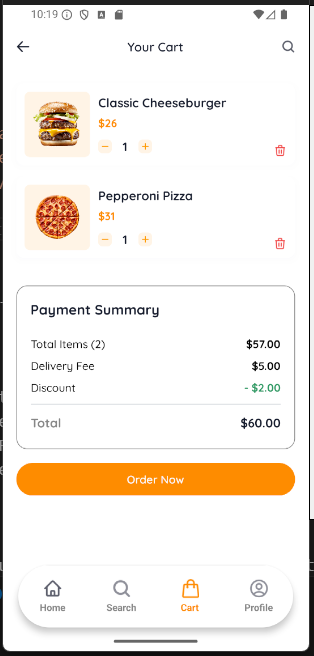 10:19
Your Cart
Classic Cheeseburger
$26
− 1 +
Pepperoni Pizza
$31
− 1 +
Payment Summary
Total Items (2) $57.00
Delivery Fee $5.00
Discount - $2.00
Total $60.00
Order Now
Home Search Cart Profile